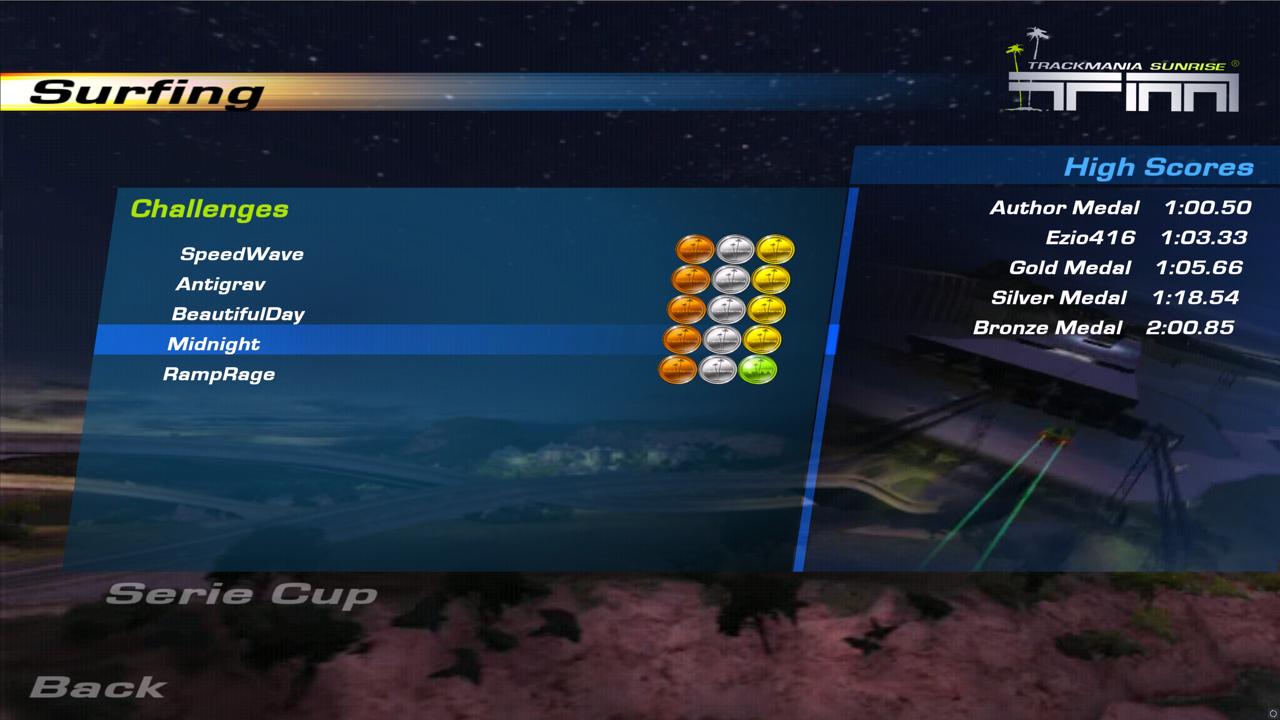 TRACKMANIA SUNRISE®
TM
Surfing
High Scores
Challenges
SpeedWave
Antigrav
BeautifulDay
Midnight
RampRage
Author Medal 1:00.50
Ezio416 1:03.33
Gold Medal 1:05.66
Silver Medal 1:18.54
Bronze Medal 2:00.85
Serie Cup
Back